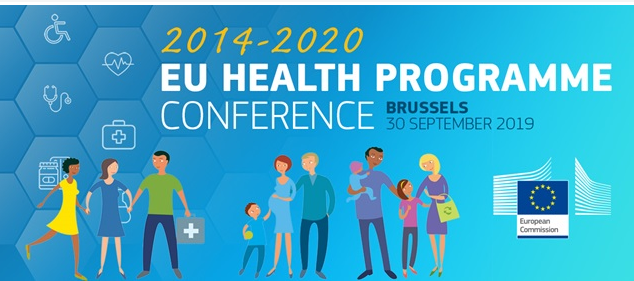 2014-2020
EU HEALTH PROGRAMME
CONFERENCE BRUSSELS
30 SEPTEMBER 2019
European
Commission